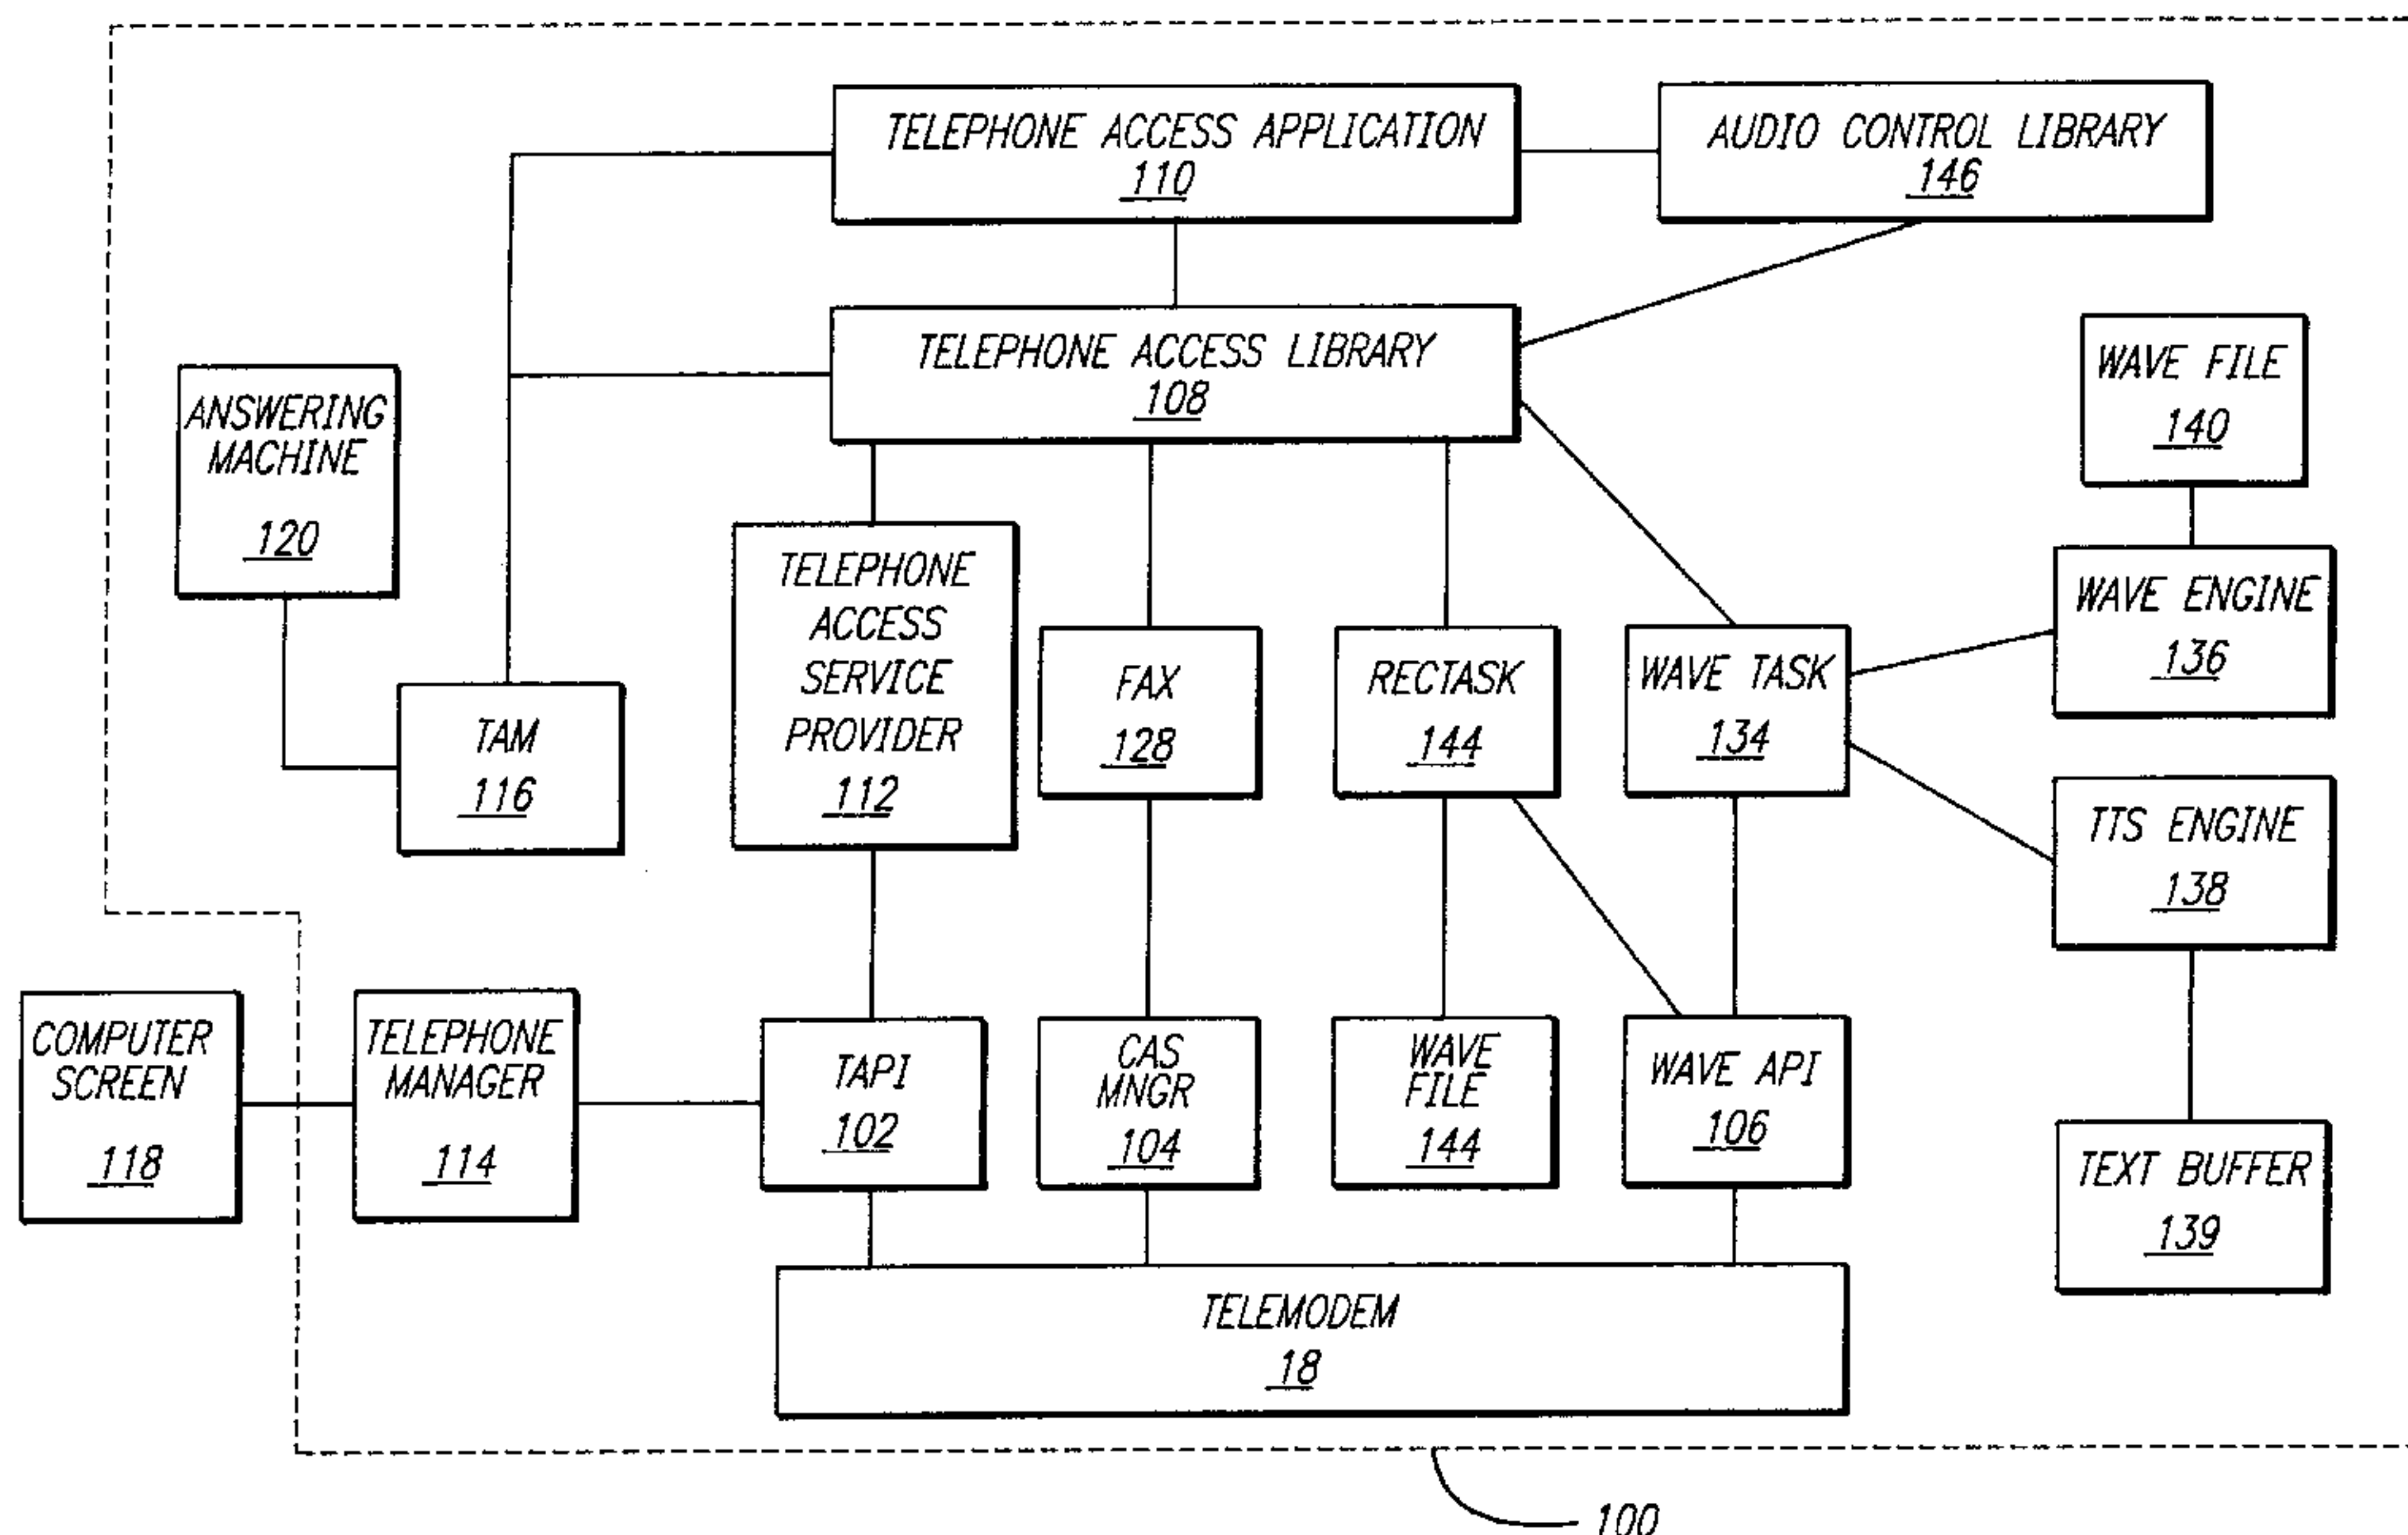 TELEPHONE ACCESS APPLICATION
110
AUDIO CONTROL LIBRARY
146
TELEPHONE ACCESS LIBRARY
108
WAVE FILE
140
ANSWERING
MACHINE
120
TELEPHONE
ACCESS
SERVICE
PROVIDER
112
WAVE ENGINE
136
FAX
128
RECTASK
144
WAVE TASK
134
TAM
116
TTS ENGINE
138
COMPUTER
SCREEN
118
TELEPHONE
MANAGER
114
TAPI
102
CAS
MNGR
104
WAVE
FILE
144
WAVE API
106
TEXT BUFFER
139
TELEMODEM
18
100